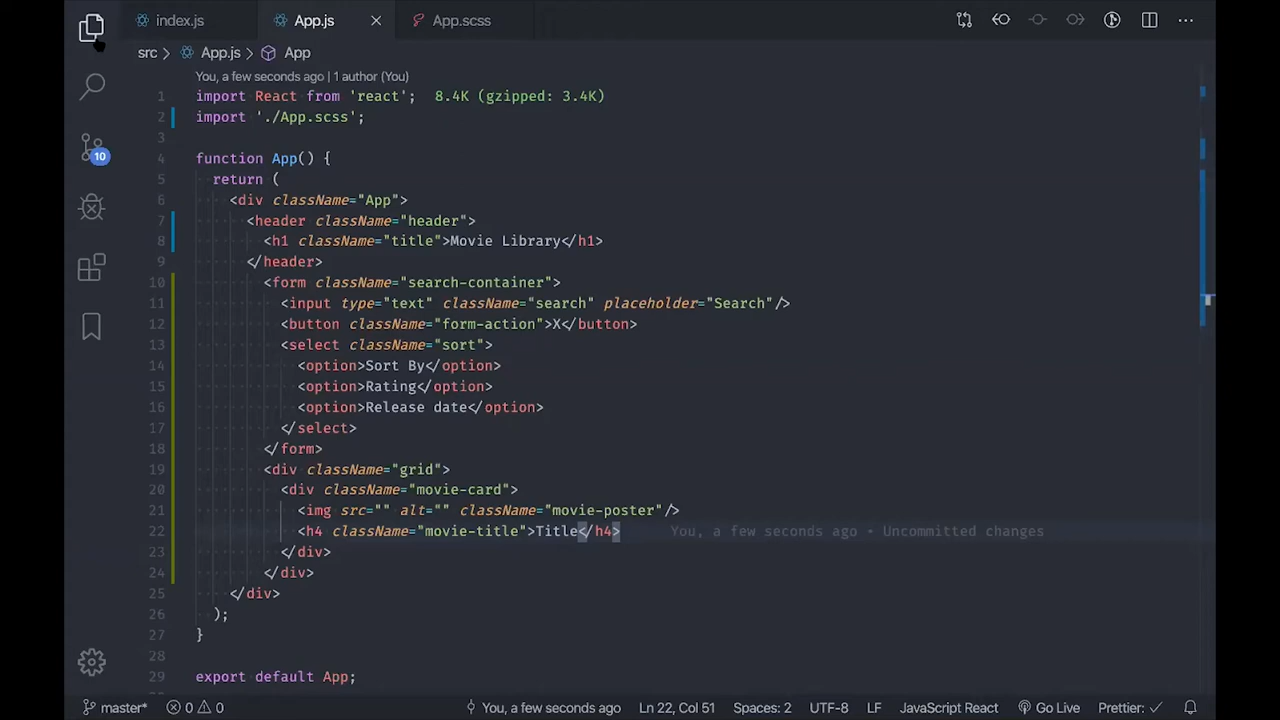 index.js
App.js
App.scss
src
App.js
App
You, a few seconds ago | 1 author (You)
1 import React from 'react'; 8.4K (gzipped: 3.4K)
2 import './App.scss';
3
4 function App() {
5 return (
6 <div className="App">
7 <header className="header">
8 <h1 className="title">Movie Library</h1>
9 </header>
10 <form className="search-container">
11 <input type="text" className="search" placeholder="Search"/>
12 <button className="form-action">X</button>
13 <select className="sort">
14 <option>Sort By</option>
15 <option>Rating</option>
16 <option>Release date</option>
17 </select>
18 </form>
19 <div className="grid">
20 <div className="movie-card">
21 <img src="" alt="" className="movie-poster"/>
22 <h4 className="movie-title">Title</h4> You, a few seconds ago • Uncommitted changes
23 </div>
24 </div>
25 </div>
26 );
27 }
28
29 export default App;
10
master*
0
0
You, a few seconds ago
Ln 22, Col 51
Spaces: 2
UTF-8
LF
JavaScript React
Go Live
Prettier: ✓